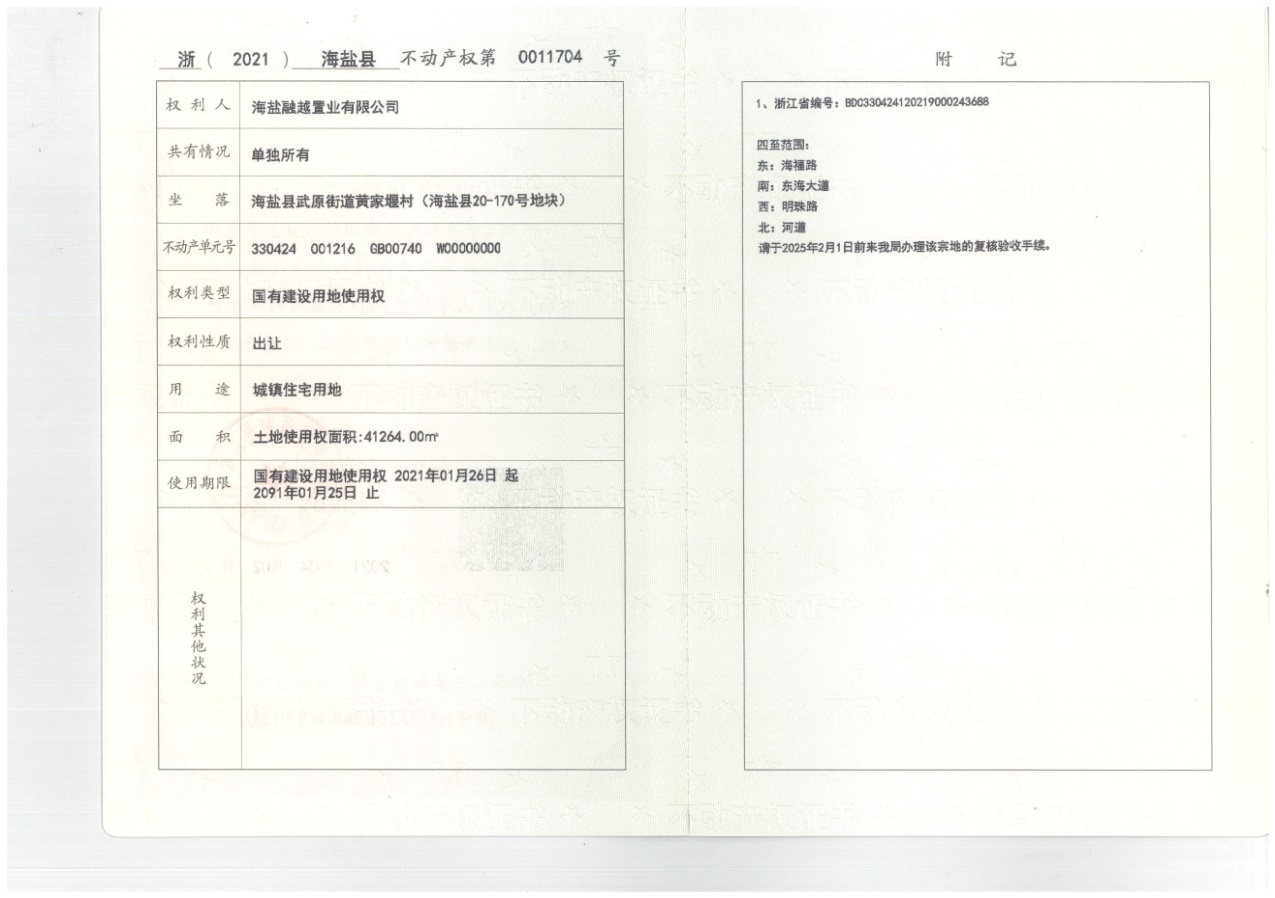 浙（ 2021 ） 海盐县 不动产权第 0011704 号
权利人 海盐融越置业有限公司
共有情况 单独所有
坐落 海盐县武原街道黄家堰村（海盐县20-170号地块）
不动产单元号 330424 001216 GB00740 W00000000
权利类型 国有建设用地使用权
权利性质 出让
用途 城镇住宅用地
面积 土地使用权面积:41264.00㎡
使用期限 国有建设用地使用权 2021年01月26日 起
2091年01月25日 止
权利其他状况
附记
1、浙江省编号：BDC330424120219000243688
四至范围：
东：海福路
南：东海大道
西：明珠路
北：河道
请于2025年2月1日前来我局办理该宗地的复核验收手续。